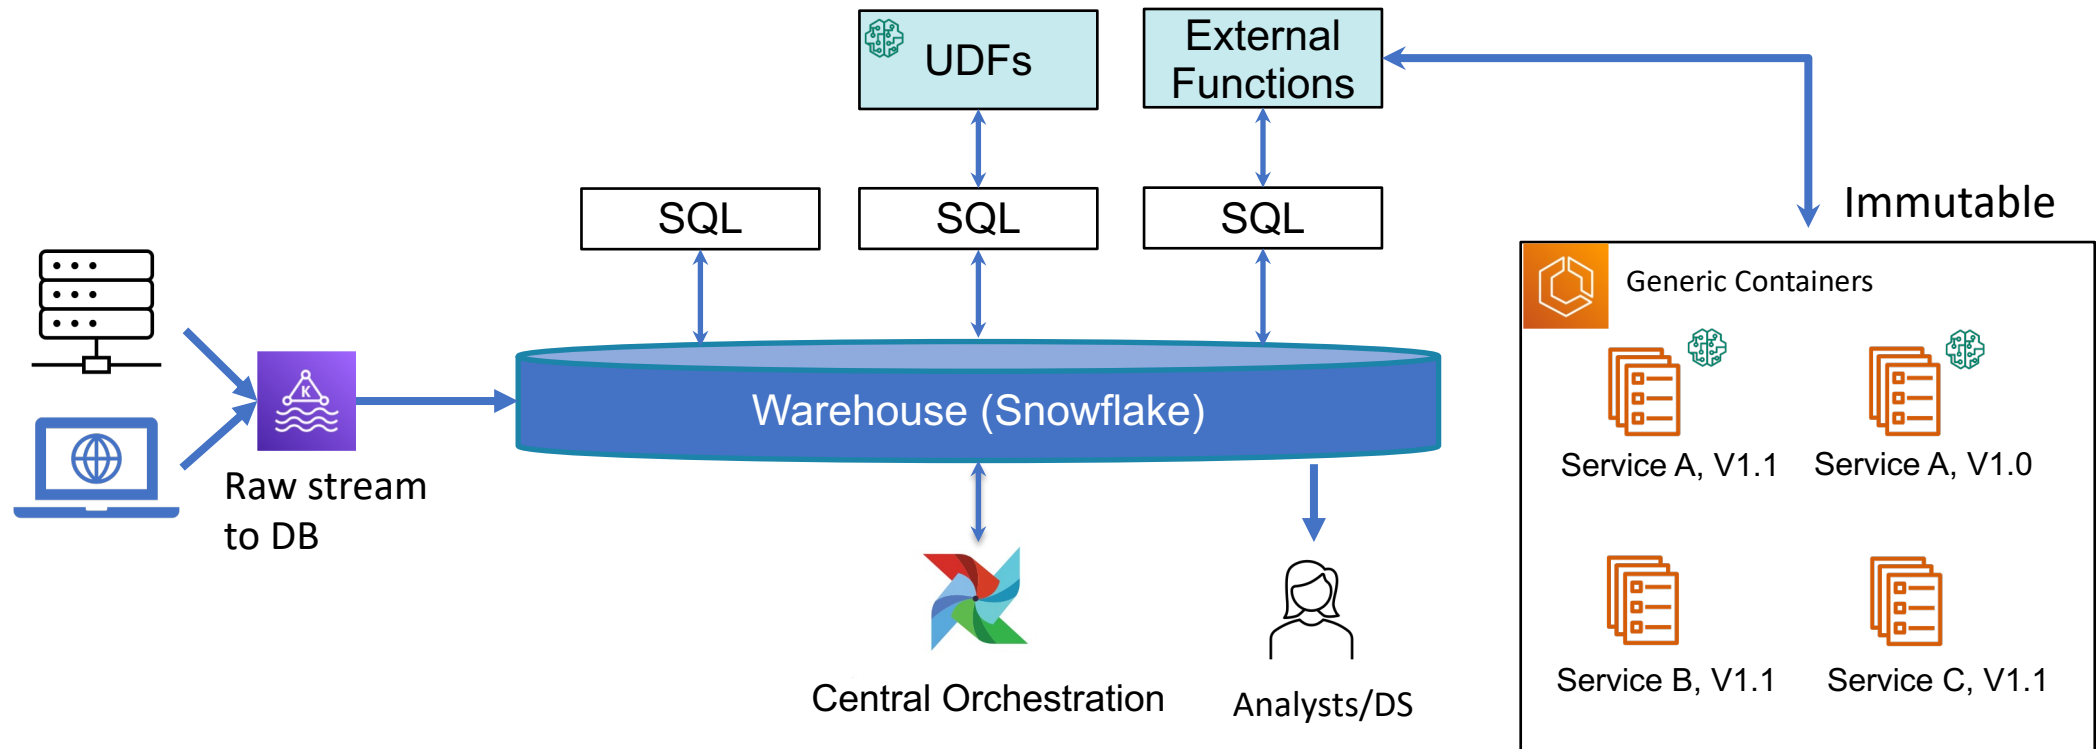 UDFs
External
Functions
SQL
SQL
SQL
Immutable
Generic Containers
K
Warehouse (Snowflake)
Raw stream
to DB
Service A, V1.1
Service A, V1.0
Service B, V1.1
Service C, V1.1
Central Orchestration
Analysts/DS